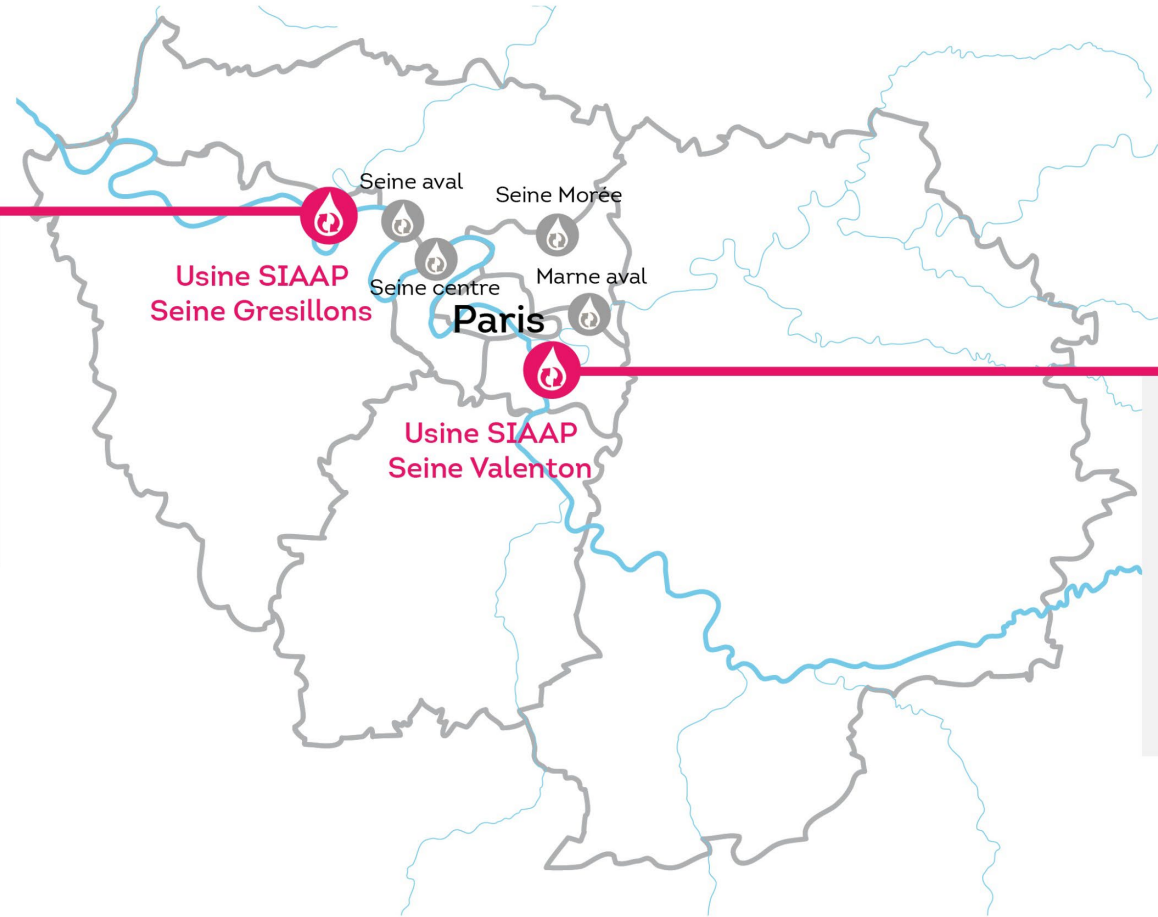 Seine aval
Seine Morée
Usine SIAAP
Seine Gresillons
Seine centre
Marne aval
Paris
Usine SIAAP
Seine Valenton